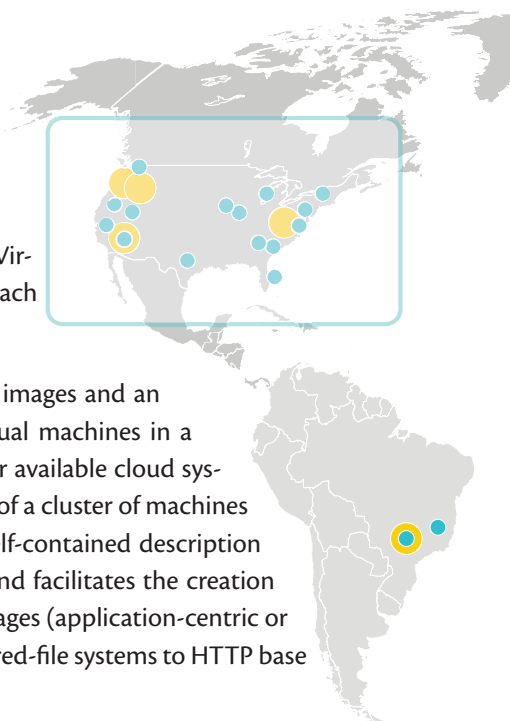 Vir-
ach
images and an
ual machines in a
r available cloud sys-
of a cluster of machines
elf-contained description
nd facilitates the creation
ages (application-centric or
red-file systems to HTTP base